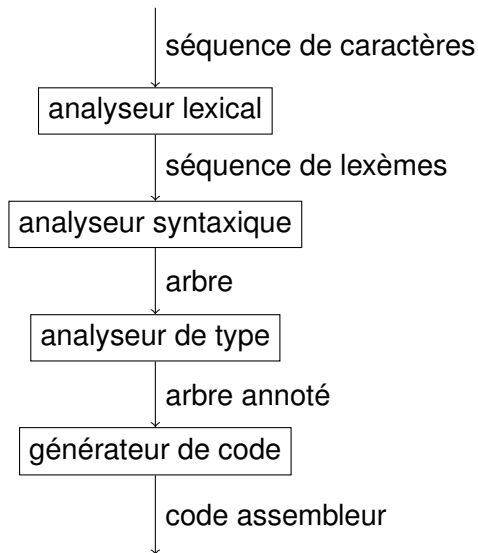 séquence de caractères
analyseur lexical
séquence de lexèmes
analyseur syntaxique
arbre
analyseur de type
arbre annoté
générateur de code
code assembleur